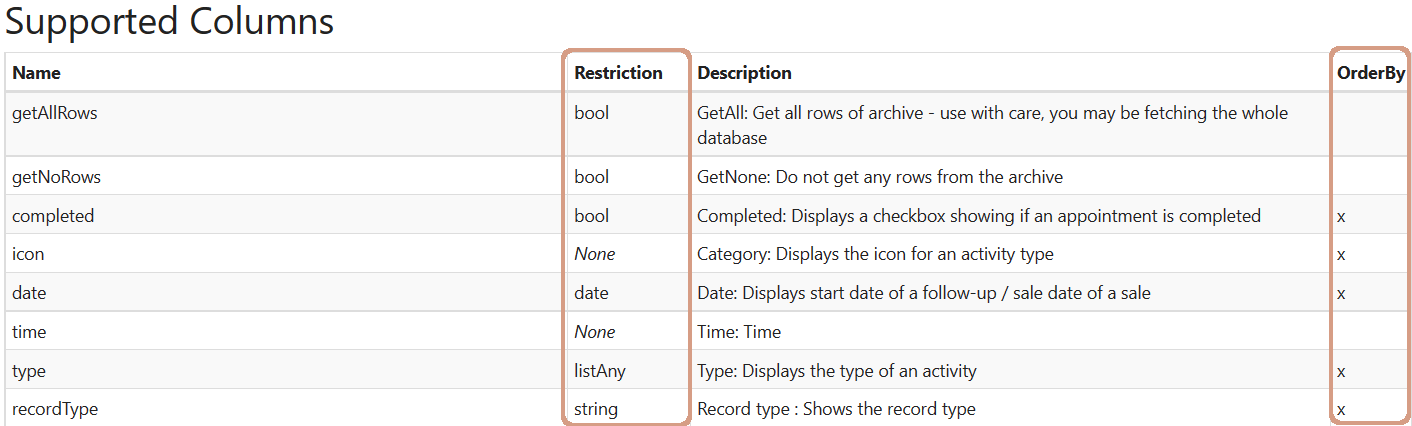 Supported Columns
Name Restriction Description OrderBy
getAllRows bool GetAll: Get all rows of archive - use with care, you may be fetching the whole
database
getNoRows bool GetNone: Do not get any rows from the archive
completed bool Completed: Displays a checkbox showing if an appointment is completed x
icon None Category: Displays the icon for an activity type x
date date Date: Displays start date of a follow-up / sale date of a sale x
time None Time: Time
type listAny Type: Displays the type of an activity x
recordType string Record type : Shows the record type x